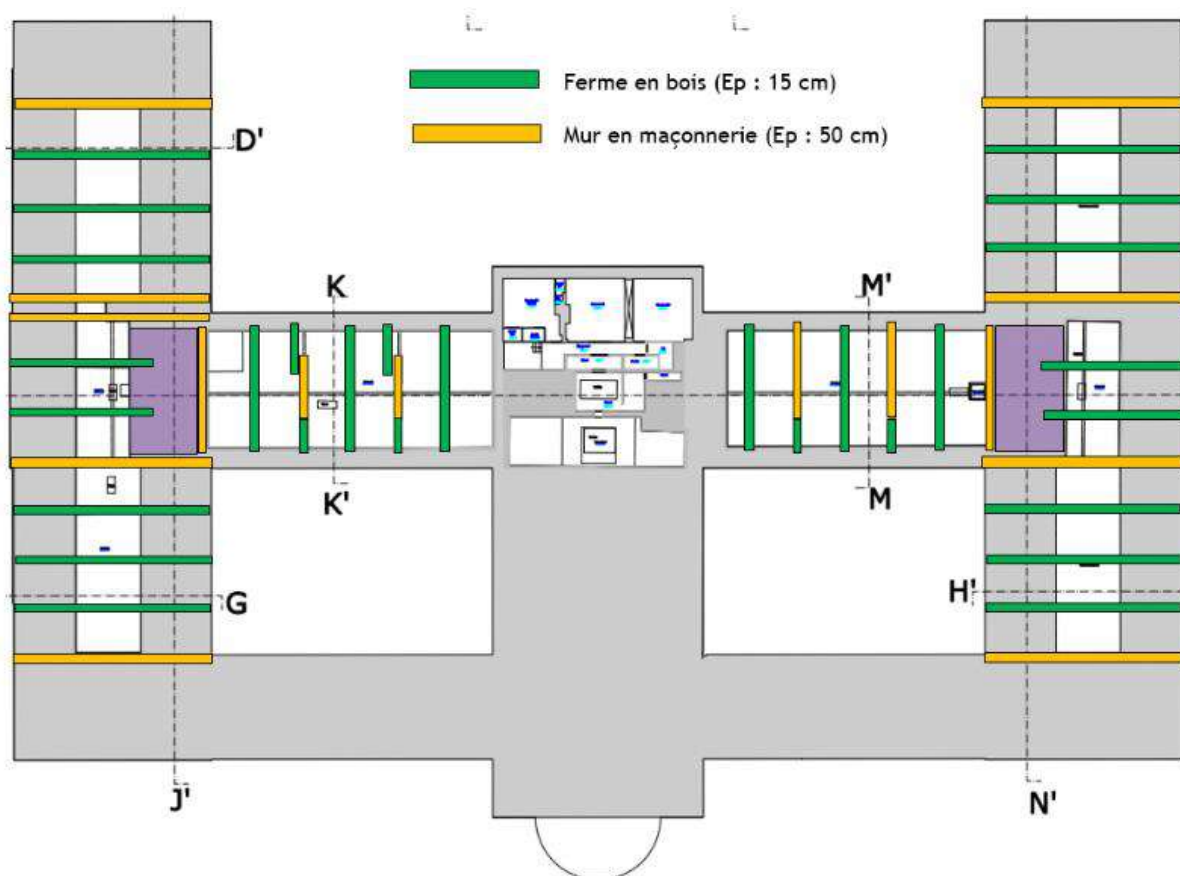 Ferme en bois (Ep : 15 cm)
Mur en maçonnerie (Ep : 50 cm)
D'
K
M'
K'
M
G
H'
J'
N'